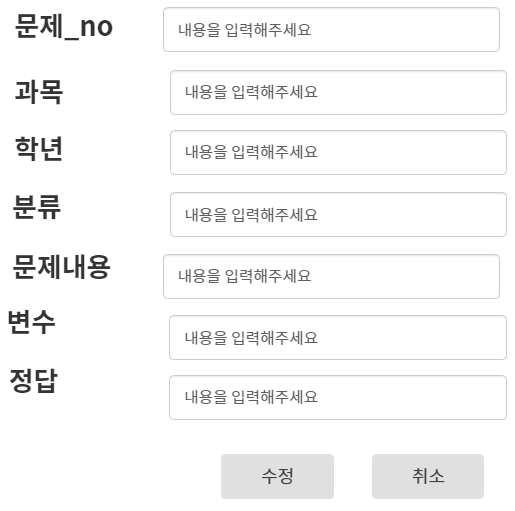 문제_no 내용을 입력해주세요
과목 내용을 입력해주세요
학년 내용을 입력해주세요
분류 내용을 입력해주세요
문제내용 내용을 입력해주세요
변수 내용을 입력해주세요
정답 내용을 입력해주세요
수정 취소